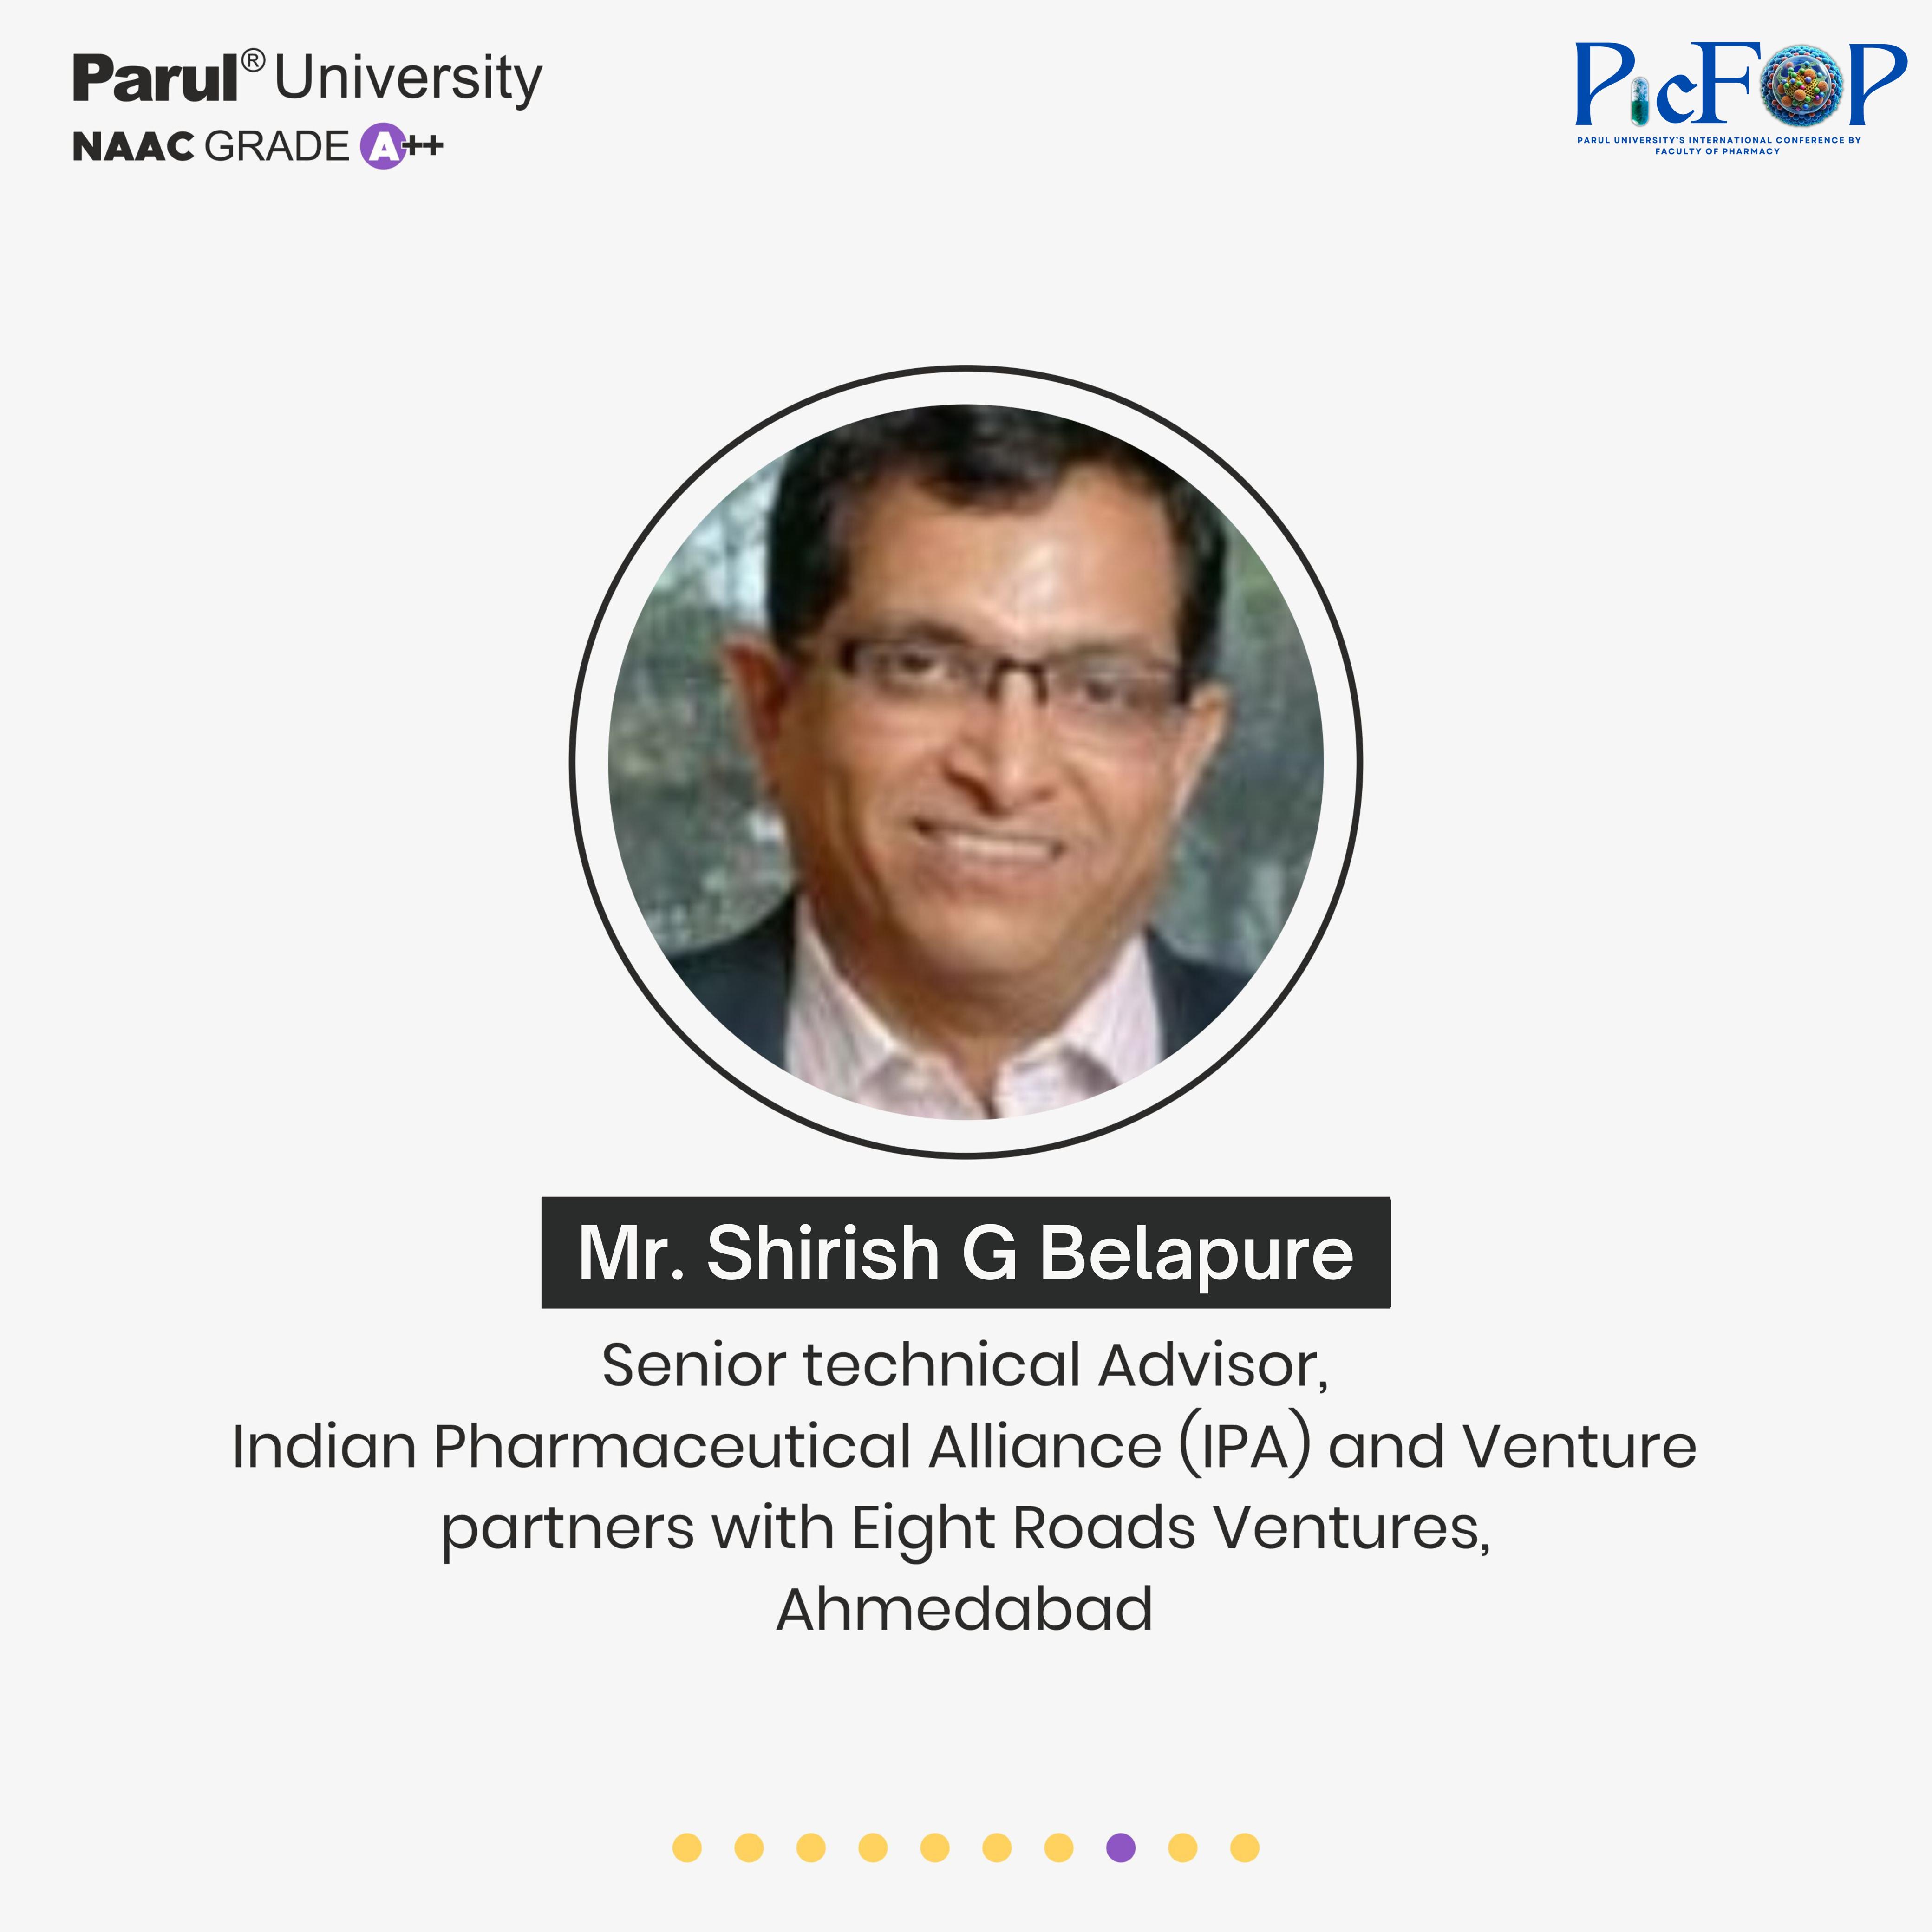 Parul® University
NAAC GRADE A++
PicFOP
PARUL UNIVERSITY'S INTERNATIONAL CONFERENCE BY
FACULTY OF PHARMACY
Mr. Shirish G Belapure
Senior technical Advisor,
Indian Pharmaceutical Alliance (IPA) and Venture
partners with Eight Roads Ventures,
Ahmedabad